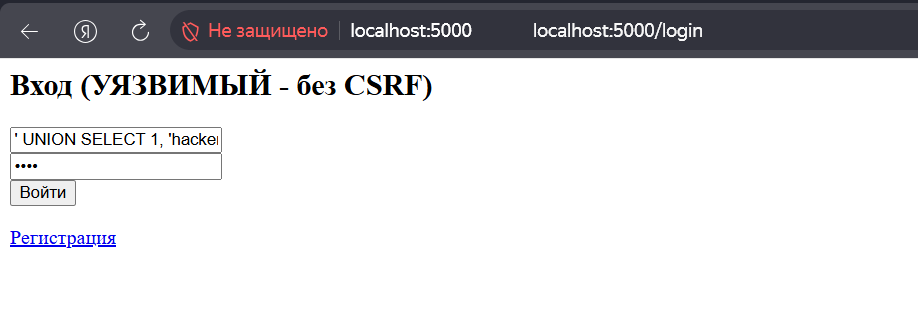 Не защищено localhost:5000 localhost:5000/login
Вход (УЯЗВИМЫЙ - без CSRF)
' UNION SELECT 1, 'hacker
••••
Войти
Регистрация